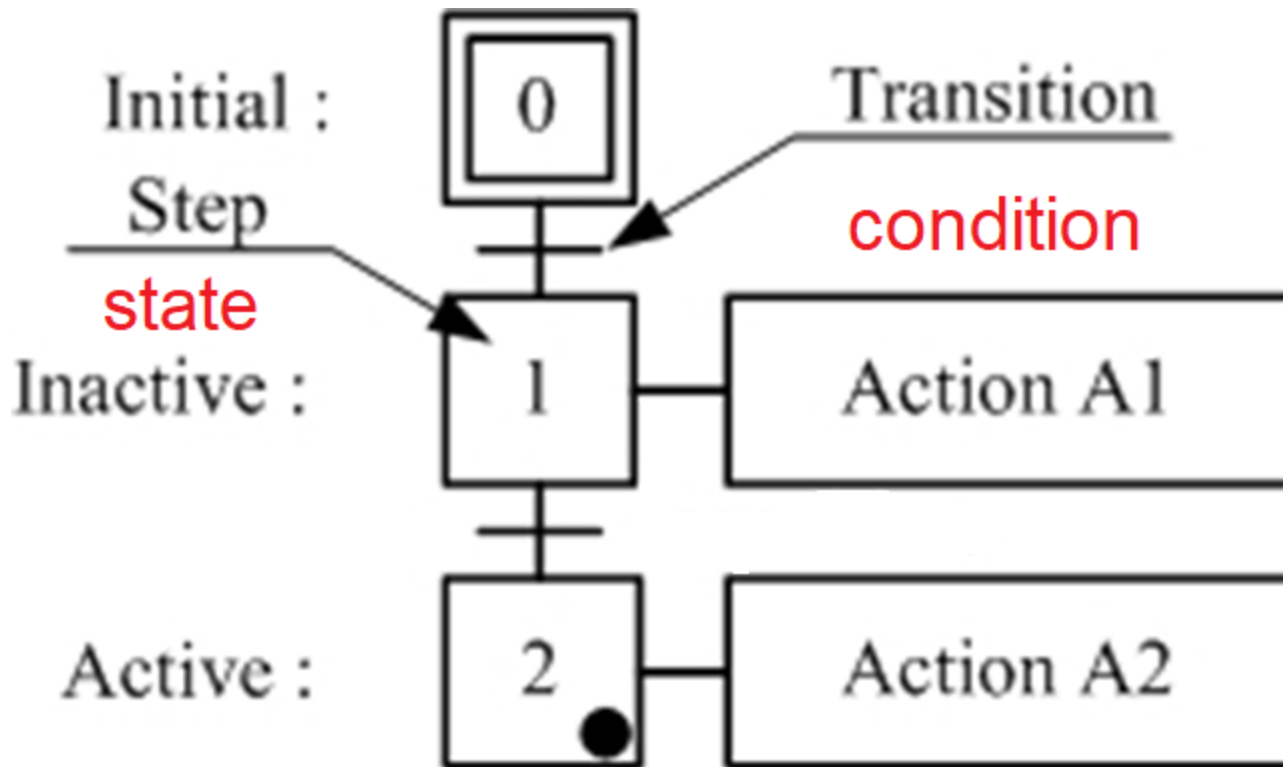 Initial :
0
Transition
Step
condition
state
Inactive :
1
Action A1
Active :
2
Action A2